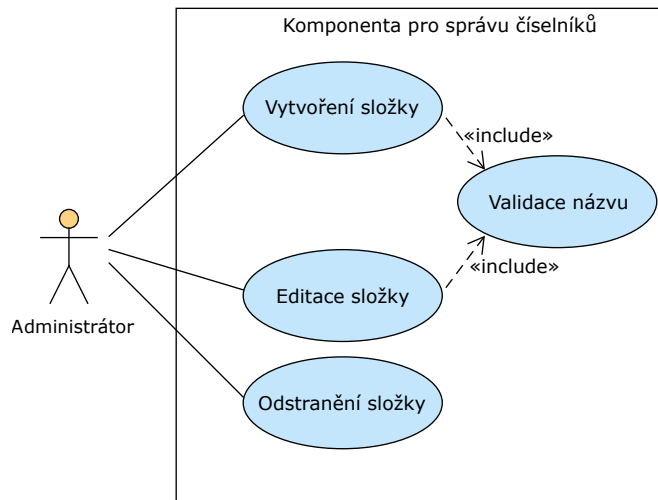 Komponenta pro správu číselníků
Vytvoření složky
«include»
Validace názvu
«include»
Editace složky
Administrátor
Odstranění složky